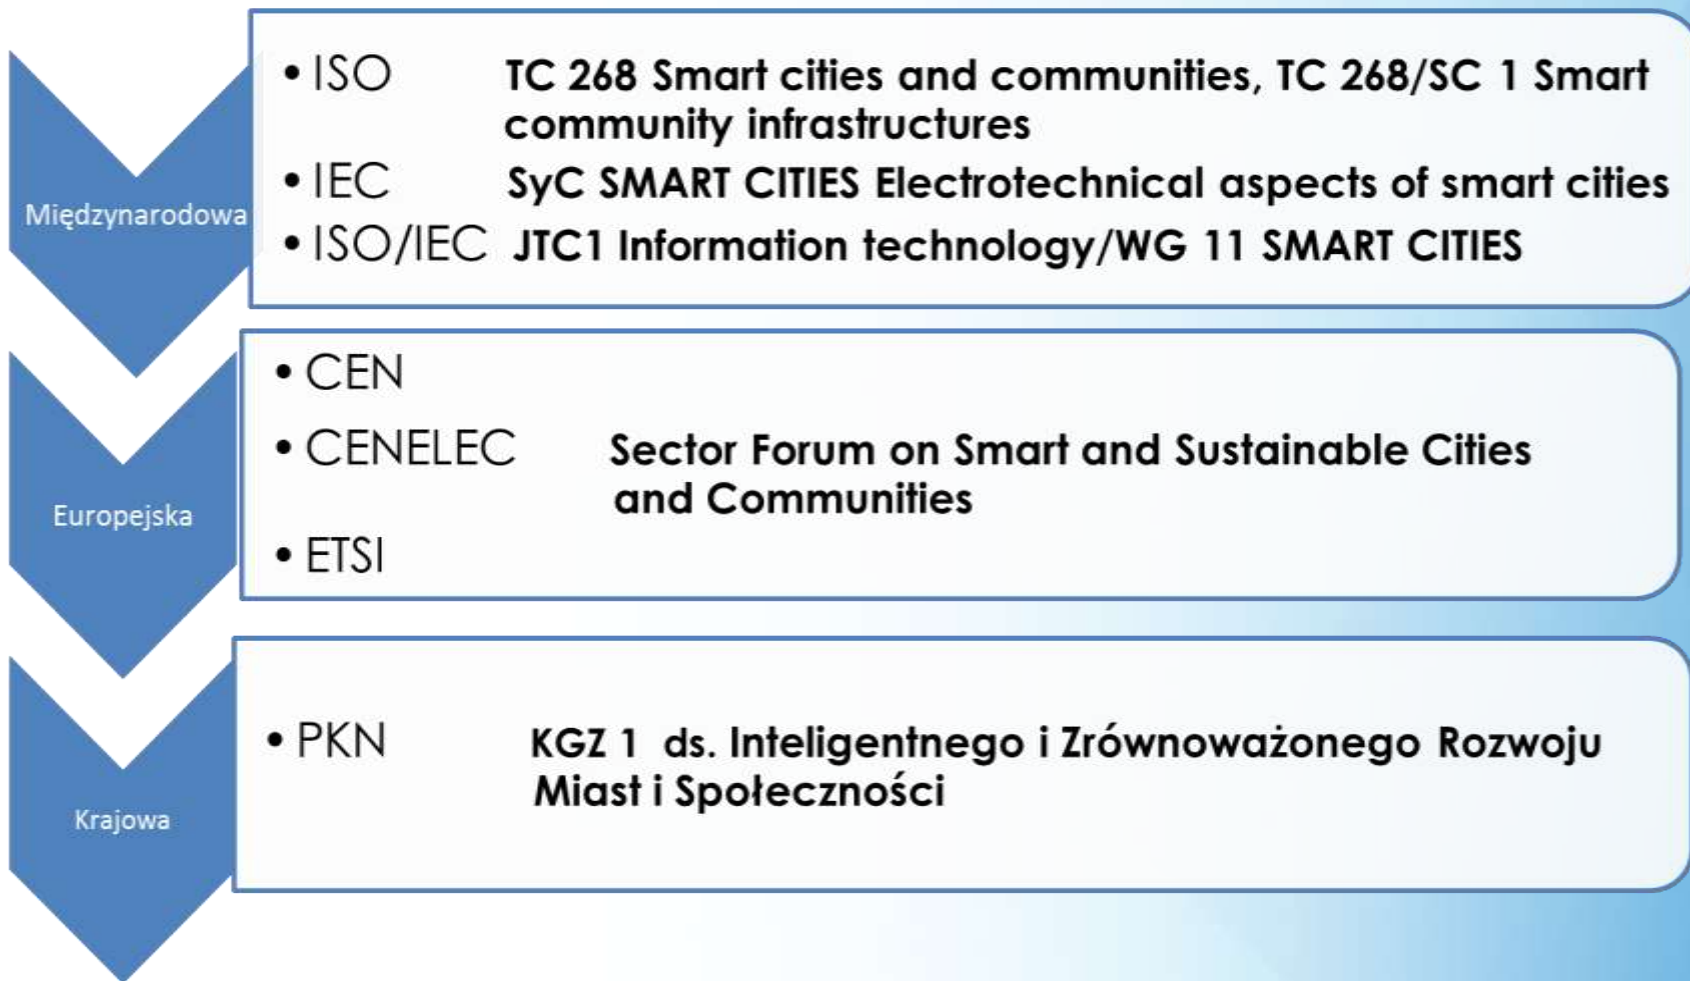 Międzynarodowa
• ISO TC 268 Smart cities and communities, TC 268/SC 1 Smart
community infrastructures
• IEC SyC SMART CITIES Electrotechnical aspects of smart cities
• ISO/IEC JTC1 Information technology/WG 11 SMART CITIES
Europejska
• CEN
• CENELEC Sector Forum on Smart and Sustainable Cities
and Communities
• ETSI
Krajowa
• PKN KGZ 1 ds. Inteligentnego i Zrównoważonego Rozwoju
Miast i Społeczności